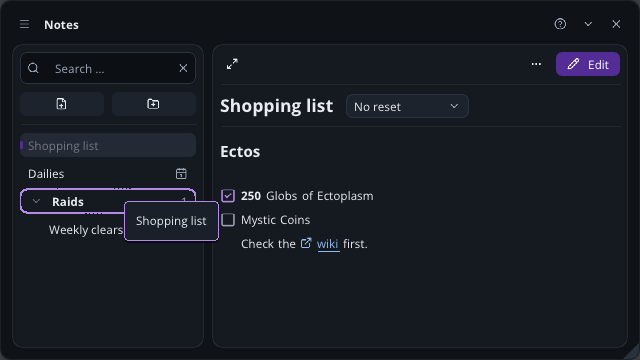 Notes
Search ...
Edit
Shopping list
No reset
Shopping list
Dailies
Raids
Weekly clears
Shopping list
Ectos
250 Globs of Ectoplasm
Mystic Coins
Check the wiki first.